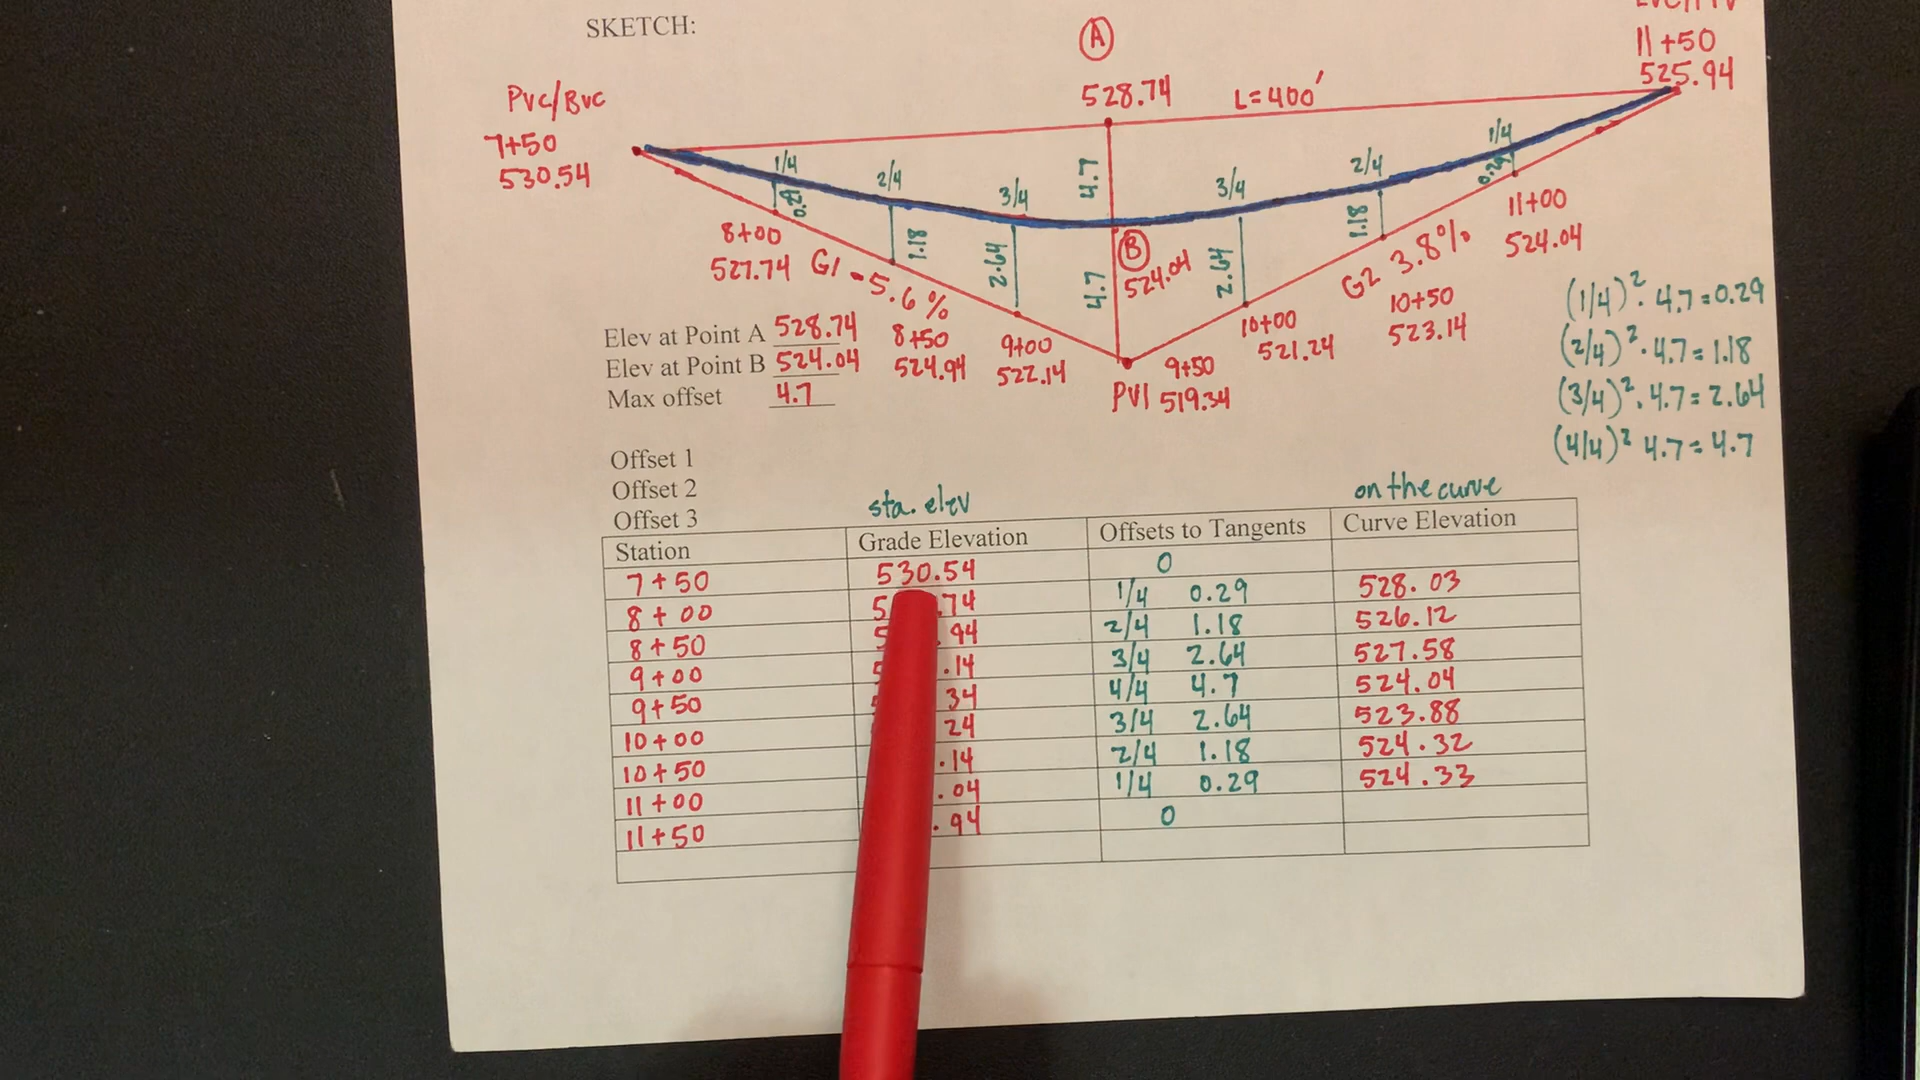 SKETCH:
A
528.74
L=400'
11+50
525.94
PVC/BVC
7+50
530.54
1/4
2/4
3/4
4.7
3/4
2/4
1/4
1.18
2.64
4.7
B
524.04
2.64
1.18
8+00
527.74
G1 -5.6%
8+50
524.94
9+00
522.14
PVI
9+50
519.34
10+00
521.24
G2 3.8%
10+50
523.14
11+00
524.04
Elev at Point A 528.74
Elev at Point B 524.04
Max offset 4.7
(1/4)² · 4.7 = 0.29
(2/4)² · 4.7 = 1.18
(3/4)² · 4.7 = 2.64
(4/4)² 4.7 = 4.7
Offset 1
Offset 2
Offset 3
sta. elev
on the curve
Station Grade Elevation Offsets to Tangents Curve Elevation
7+50 530.54 0
8+00 1/4 0.29 528.03
8+50 2/4 1.18 526.12
9+00 3/4 2.64 527.58
9+50 4/4 4.7 524.04
10+00 3/4 2.64 523.88
10+50 2/4 1.18 524.32
11+00 1/4 0.29 524.33
11+50 0